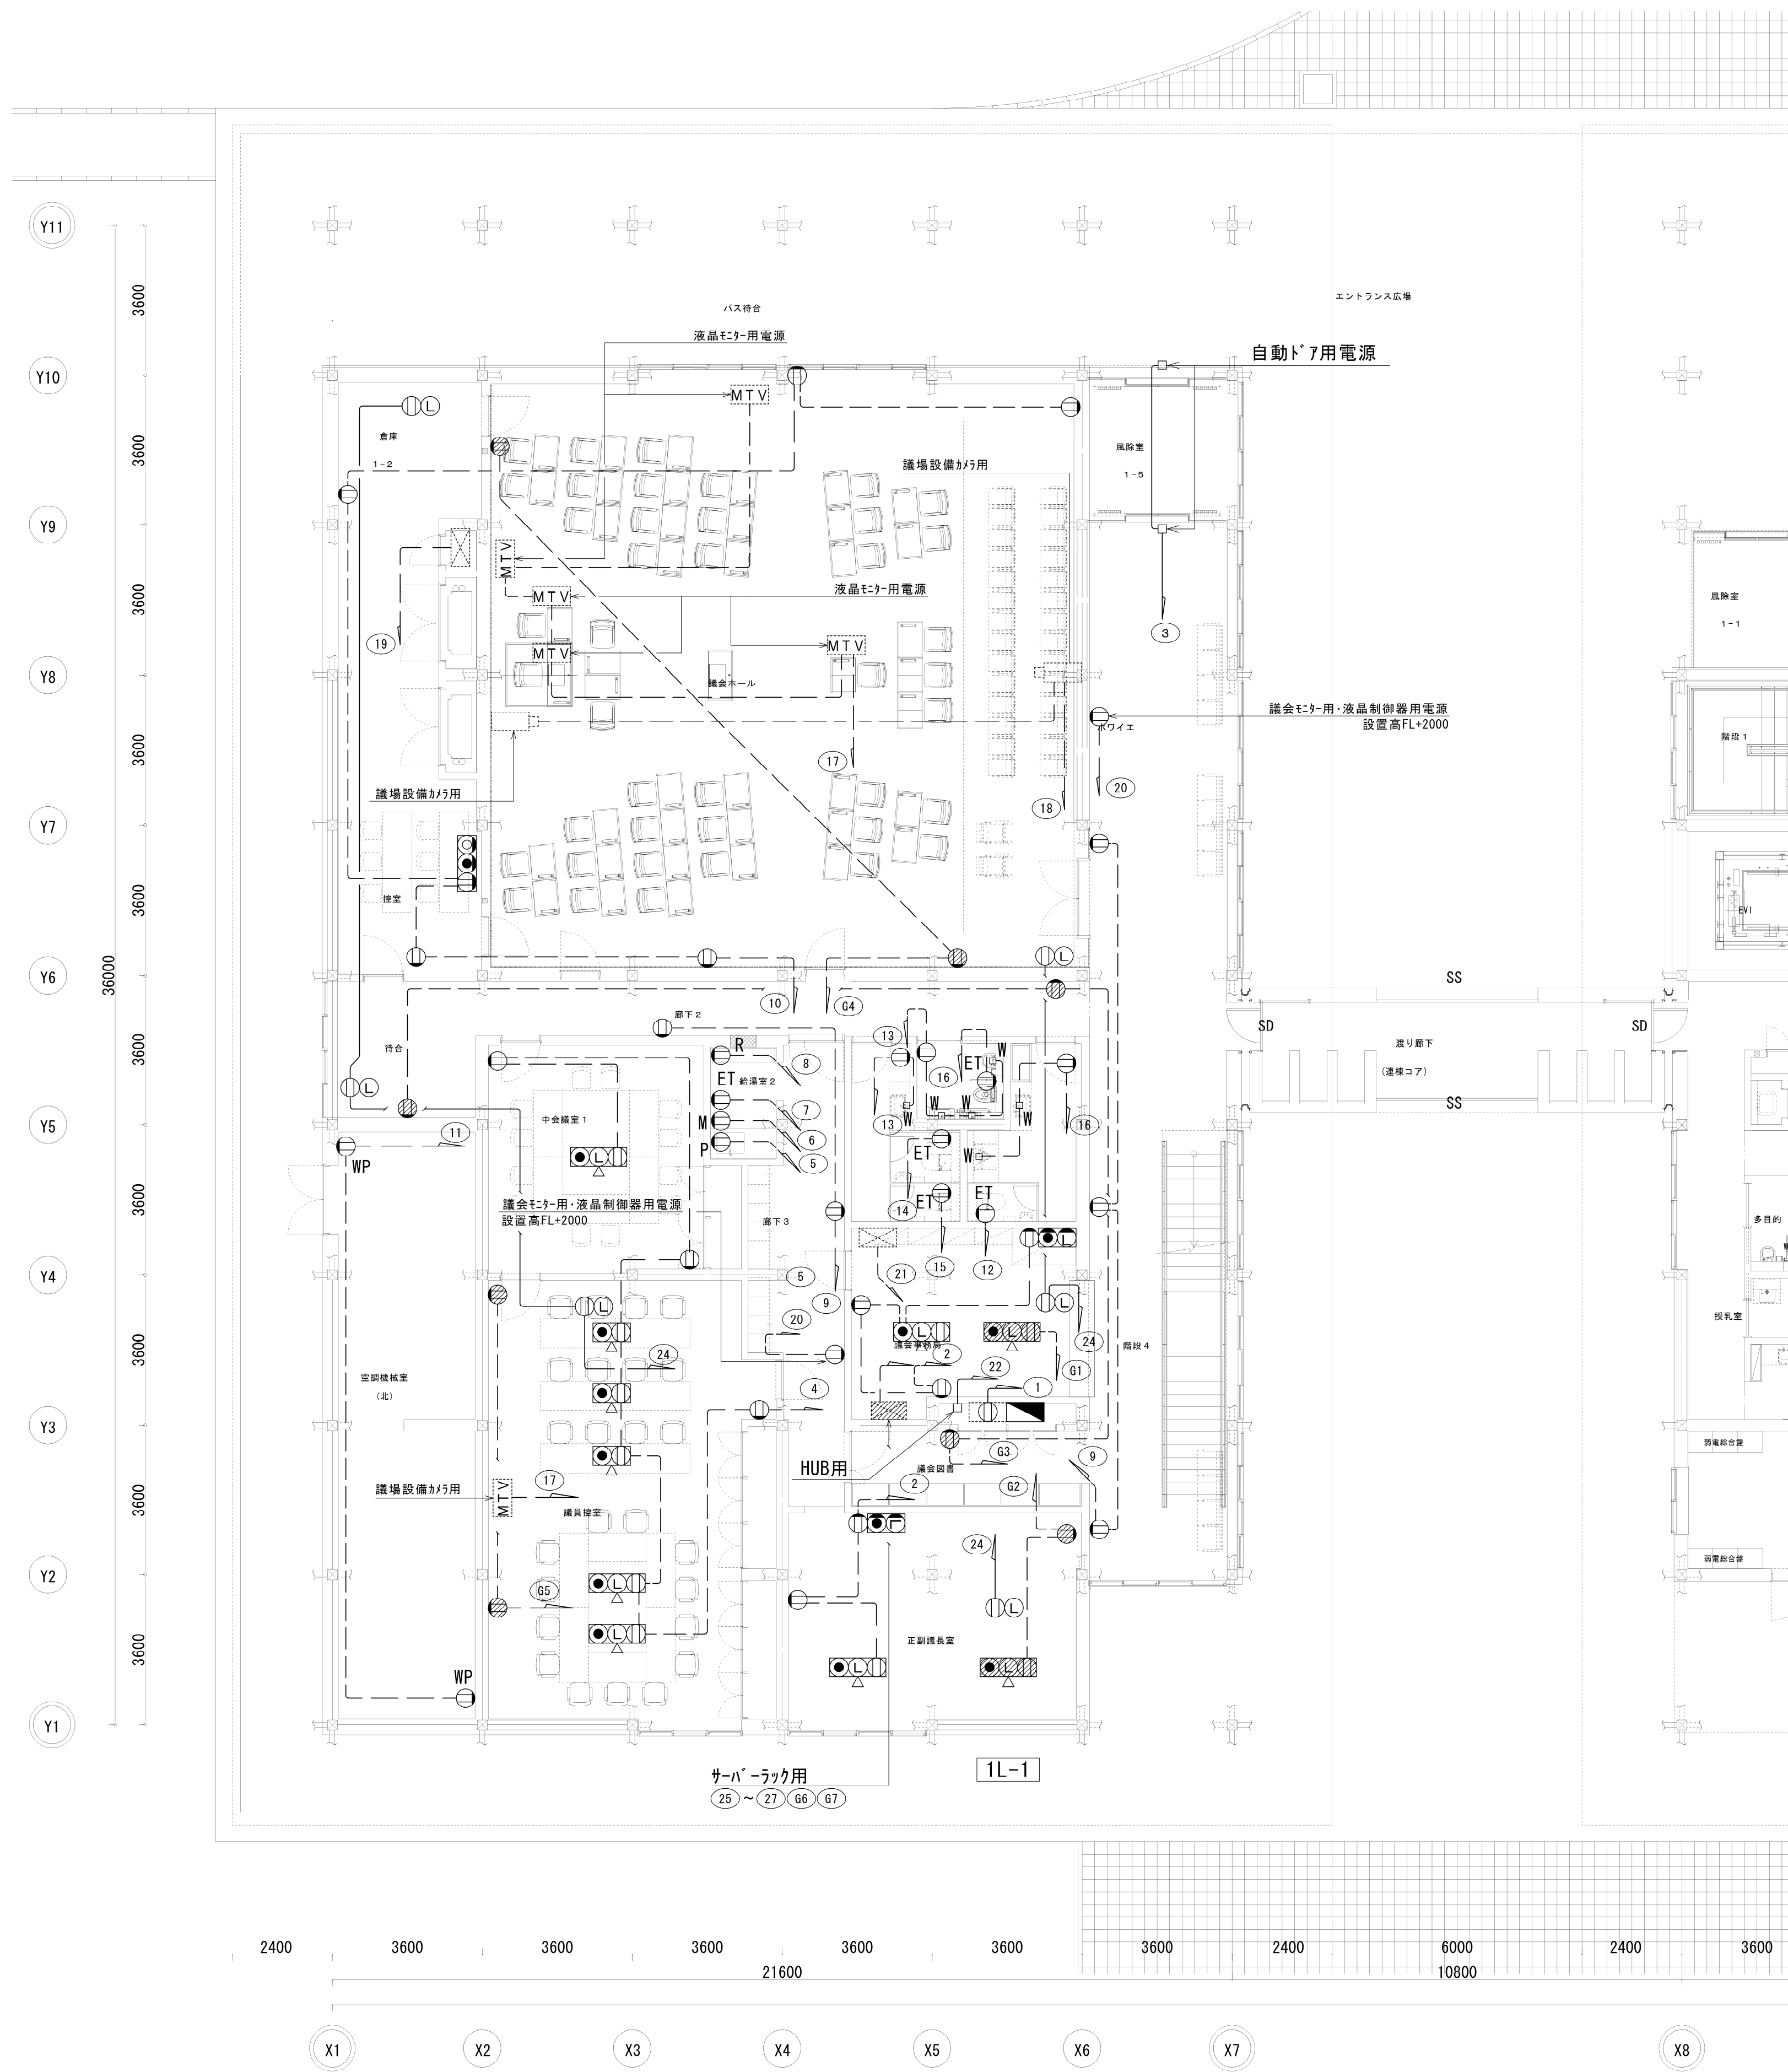 エントランス広場
バス待合
液晶ﾓﾆﾀｰ用電源
自動ﾄﾞｱ用電源
Y11
3600
Y10
MTV
倉庫
1-2
議場設備ｶﾒﾗ用
風除室
1-5
3600
Y9
MTV
液晶ﾓﾆﾀｰ用電源
MTV
風除室
1-1
3600
19
MTV
MTV
3
Y8
議会ホール
議会ﾓﾆﾀｰ用・液晶制御器用電源
設置高FL+2000
ホワイエ
階段1
3600
17
議場設備ｶﾒﾗ用
18
20
Y7
控室
EV1
3600
L
L
Y6
36000
SS
10
G4
廊下2
SD
SD
13
渡り廊下
(連棟コア)
待合
R
8
ET
W
3600
ET
給湯室2
16
L
7
W
W
W
W
SS
Y5
中会議室1
M
6
13
16
11
WP
P
5
ET
W
L
議会ﾓﾆﾀｰ用・液晶制御器用電源
設置高FL+2000
ET
ET
14
3600
廊下3
多目的
L
15
12
Y4
5
21
9
L
L
授乳室
20
L
L
24
階段4
3600
議会事務局
2
24
22
G1
空調機械室
(北)
4
1
Y3
G3
9
弱電総合盤
HUB用
議会図書
17
2
G2
議場設備ｶﾒﾗ用
MTV
3600
議員控室
L
24
弱電総合盤
Y2
G5
L
L
L
正副議長室
3600
L
L
WP
Y1
1L-1
ｻｰﾊﾞｰﾗｯｸ用
25 ～ 27 G6 G7
2400 3600 3600 3600 3600 3600 3600 2400 6000 2400 3600
21600 10800
X1 X2 X3 X4 X5 X6 X7 X8